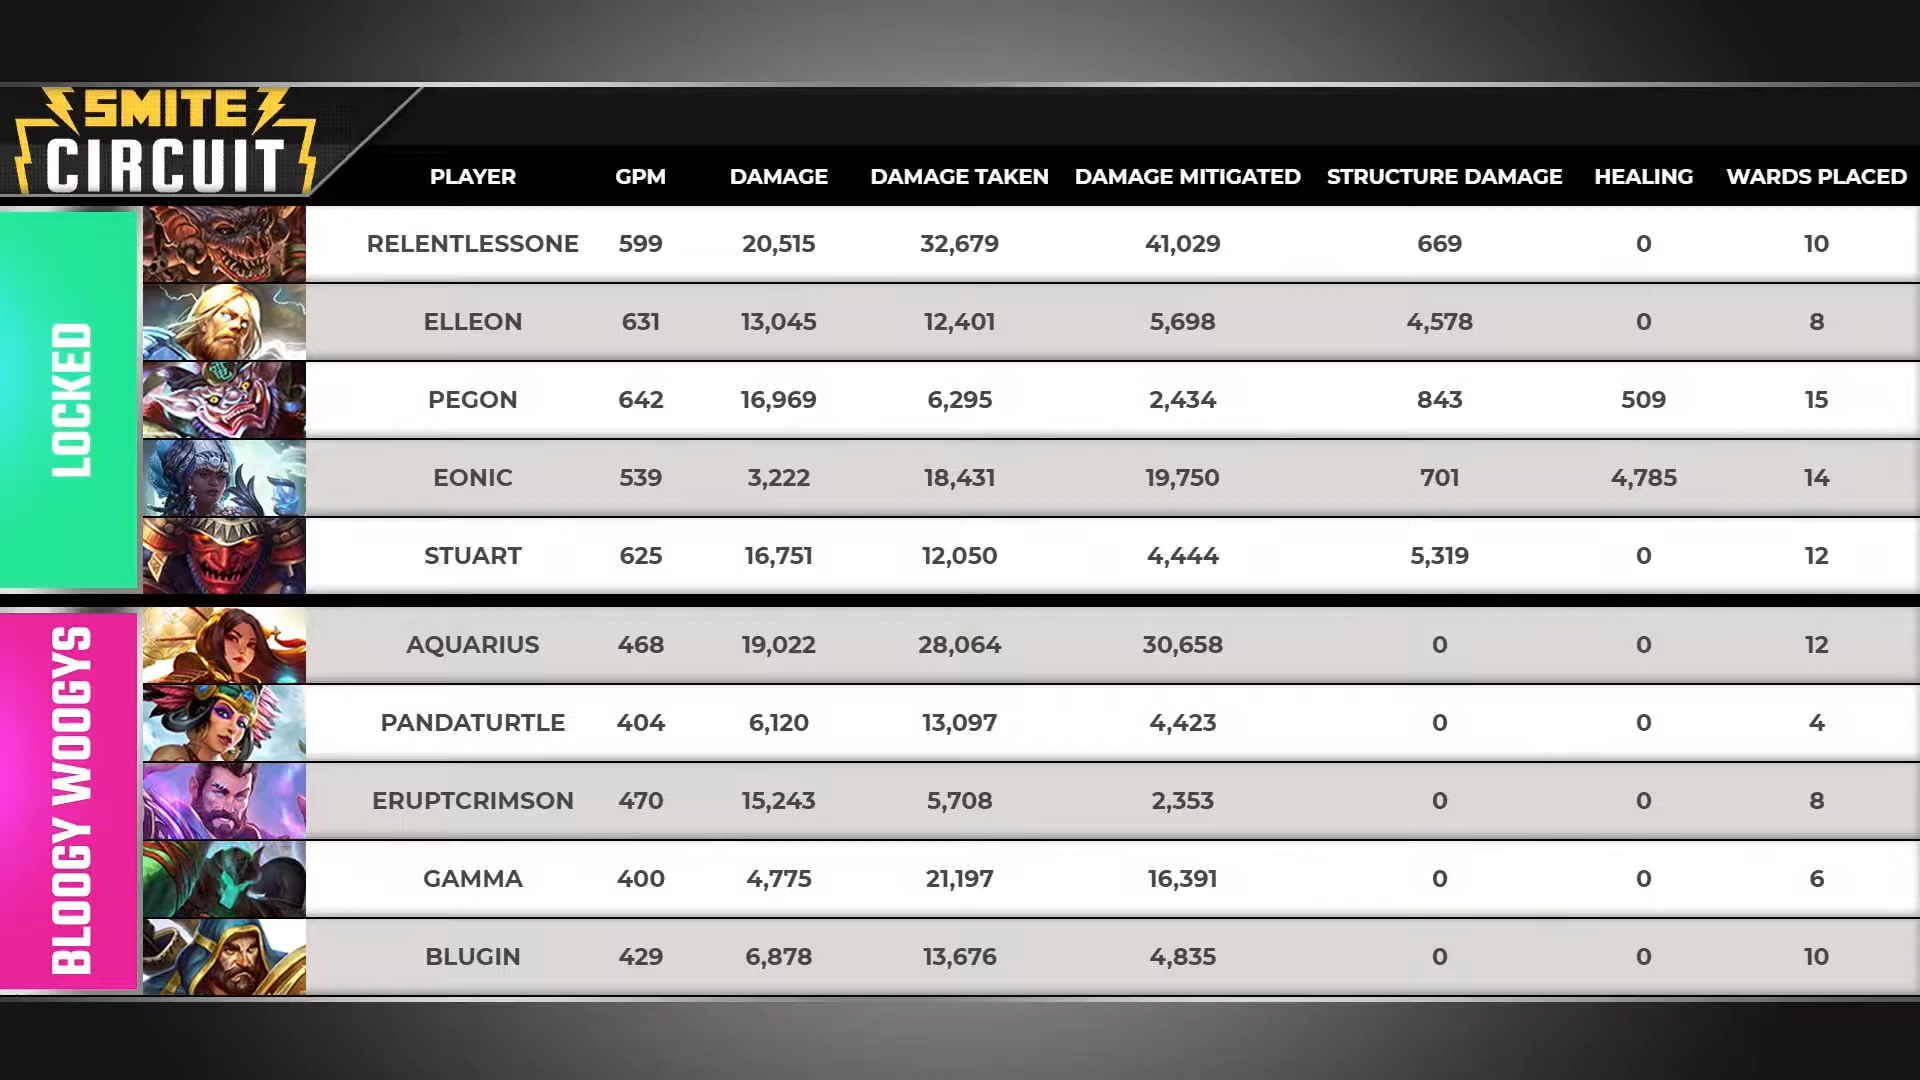 SMITE
CIRCUIT
PLAYER GPM DAMAGE DAMAGE TAKEN DAMAGE MITIGATED STRUCTURE DAMAGE HEALING WARDS PLACED
LOCKED
RELENTLESSONE 599 20,515 32,679 41,029 669 0 10
ELLEON 631 13,045 12,401 5,698 4,578 0 8
PEGON 642 16,969 6,295 2,434 843 509 15
EONIC 539 3,222 18,431 19,750 701 4,785 14
STUART 625 16,751 12,050 4,444 5,319 0 12
BLOOGY WOOGYS
AQUARIUS 468 19,022 28,064 30,658 0 0 12
PANDATURTLE 404 6,120 13,097 4,423 0 0 4
ERUPTCRIMSON 470 15,243 5,708 2,353 0 0 8
GAMMA 400 4,775 21,197 16,391 0 0 6
BLUGIN 429 6,878 13,676 4,835 0 0 10